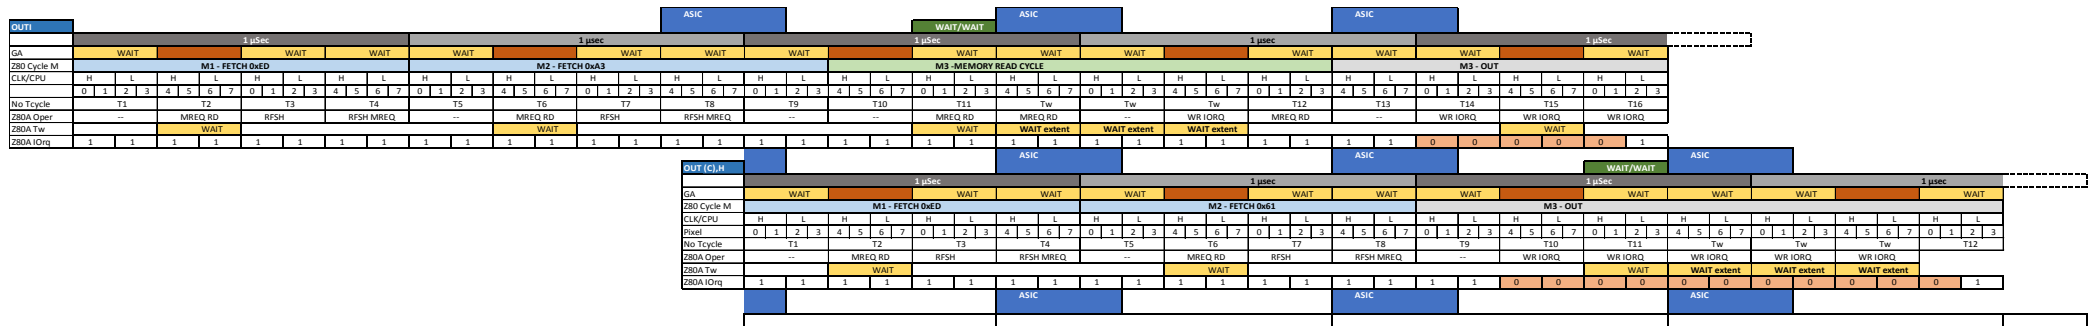 ASIC ASIC ASIC
OUTI WAIT/WAIT
1 µSec 1 µsec 1 µSec 1 µsec 1 µSec
GA WAIT WAIT WAIT WAIT WAIT WAIT WAIT WAIT WAIT WAIT WAIT WAIT WAIT WAIT
Z80 Cycle M M1 - FETCH 0xED M2 - FETCH 0xA3 M3 -MEMORY READ CYCLE M3 - OUT
CLK/CPU H L H L H L H L H L H L H L H L H L H L H L H L H L H L H L H L H L H L H L
0 1 2 3 4 5 6 7 0 1 2 3 4 5 6 7 0 1 2 3 4 5 6 7 0 1 2 3 4 5 6 7 0 1 2 3 4 5 6 7 0 1 2 3 4 5 6 7 0 1 2 3 4 5 6 7 0 1 2 3 4 5 6 7 0 1 2 3 4 5 6 7 0 1 2 3
No Tcycle T1 T2 T3 T4 T5 T6 T7 T8 T9 T10 T11 Tw Tw Tw T12 T13 T14 T15 T16
Z80A Oper -- MREQ RD RFSH RFSH MREQ -- MREQ RD RFSH RFSH MREQ -- -- MREQ RD MREQ RD -- WR IORQ MREQ RD -- WR IORQ WR IORQ WR IORQ
Z80A Tw WAIT WAIT WAIT WAIT extent WAIT extent WAIT extent WAIT
Z80A IOrq 1 1 1 1 1 1 1 1 1 1 1 1 1 1 1 1 1 1 1 1 1 1 1 1 1 1 1 1 1 1 1 1 0 0 0 0 0 1
ASIC ASIC ASIC
OUT (C),H WAIT/WAIT
1 µSec 1 µsec 1 µSec 1 µsec
GA WAIT WAIT WAIT WAIT WAIT WAIT WAIT WAIT WAIT WAIT WAIT
Z80 Cycle M M1 - FETCH 0xED M2 - FETCH 0x61 M3 - OUT
CLK/CPU H L H L H L H L H L H L H L H L H L H L H L H L H L H L H L
Pixel 0 1 2 3 4 5 6 7 0 1 2 3 4 5 6 7 0 1 2 3 4 5 6 7 0 1 2 3 4 5 6 7 0 1 2 3 4 5 6 7 0 1 2 3 4 5 6 7 0 1 2 3 4 5 6 7 0 1 2 3
No Tcycle T1 T2 T3 T4 T5 T6 T7 T8 T9 T10 T11 Tw Tw Tw T12
Z80A Oper -- MREQ RD RFSH RFSH MREQ -- MREQ RD RFSH RFSH MREQ -- WR IORQ WR IORQ WR IORQ WR IORQ WR IORQ
Z80A Tw WAIT WAIT WAIT WAIT extent WAIT extent WAIT extent
Z80A IOrq 1 1 1 1 1 1 1 1 1 1 1 1 1 1 1 1 1 1 0 0 0 0 0 0 0 0 0 0 0 1
ASIC ASIC ASIC